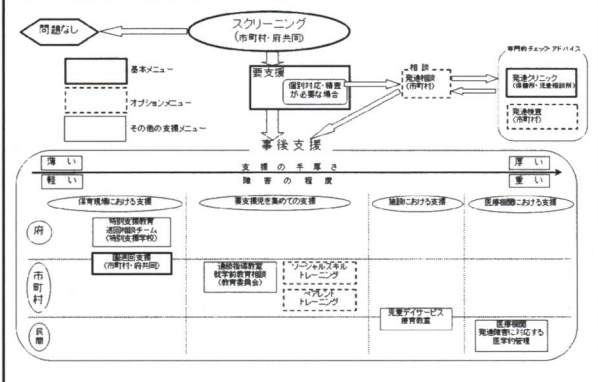 スクリーニング
(市町村・府共同)
問題なし
基本メニュー
オプションメニュー
その他の支援メニュー
要支援
個別対応・精査
が必要な場合
相談
発達相談
(市町村)
専門的チェック・アドバイス
発達クリニック
(保健所・児童相談所)
発達検査
(市町村)
事後支援
薄い
厚い
支援の手厚さ
軽い
重い
障害の程度
保育現場における支援
要支援児を集めての支援
施設における支援
医療機関における支援
府
特別支援教育
巡回相談チーム
(特別支援学校)
園巡回支援
(市町村・府共同)
市町村
通級指導教室
就学前教育相談
(教育委員会)
ソーシャルスキル
トレーニング
ペアレント
トレーニング
児童デイサービス
療育教室
民間
医療機関
発達障害に対応する
医学的管理